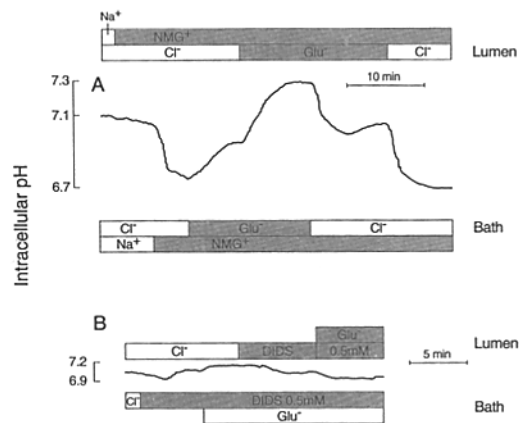 Na+
NMG+
Cl- Glu- Cl- Lumen
10 min
A
7.3
7.1
6.7
Intracellular pH
Cl- Glu- Cl- Bath
Na+ NMG+
B
Glu-
Cl- DIDS 0.5mM Lumen
5 min
7.2
6.9
Cl- DIDS 0.5mM Bath
Glu-